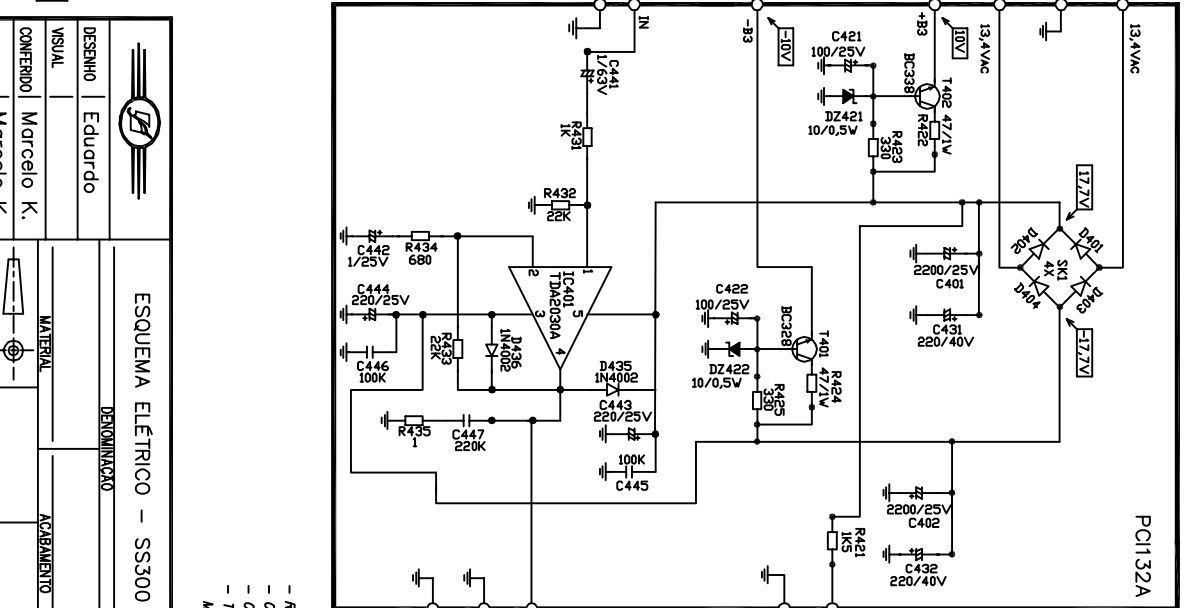 PCI132A
13,4VAC
13,4VAC
10V
+B3
-10V
-B3
IN
C421
100/25V
BC338
T402
47/1W
R422
DZ421
10/0,5W
R423
330
C441
1/63V
R431
1K
R432
22K
17,7V
D402
D401
SK1
4X
D404
D403
-17,7V
2200/25V
C401
C431
220/40V
C442
1/25V
R434
680
2
1
IC401
TDA2030A
3
5
4
C444
220/25V
C446
100K
R433
22K
D436
1N4002
D435
1N4002
C443
220/25V
100K
C445
R435
1
C447
220K
C422
100/25V
BC328
T401
47/1W
R424
DZ422
10/0,5W
R425
330
2200/25V
C402
C432
220/40V
R421
1K5
DESENHO
Eduardo
VISUAL
CONFERIDO
Marcelo K.
Marcelo K.
ESQUEMA ELÉTRICO - SS300
DENOMINAÇÃO
MATERIAL
ACABAMENTO